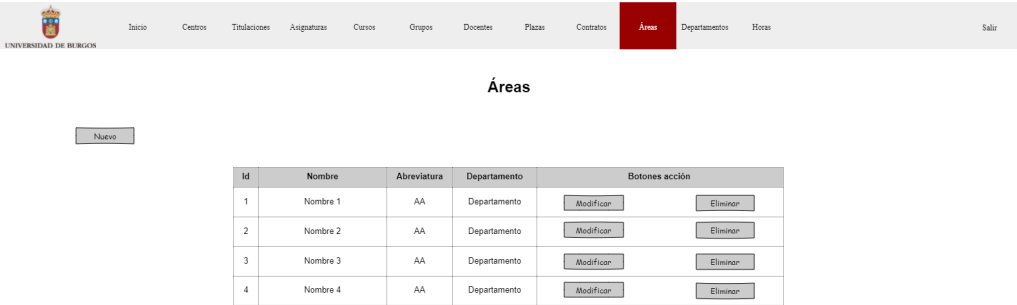 Inicio Centros Titulaciones Asignaturas Cursos Grupos Docentes Plazas Contratos Áreas Departamentos Horas Salir
UNIVERSIDAD DE BURGOS
Áreas
Nuevo
Id Nombre Abreviatura Departamento Botones acción
1 Nombre 1 AA Departamento Modificar Eliminar
2 Nombre 2 AA Departamento Modificar Eliminar
3 Nombre 3 AA Departamento Modificar Eliminar
4 Nombre 4 AA Departamento Modificar Eliminar